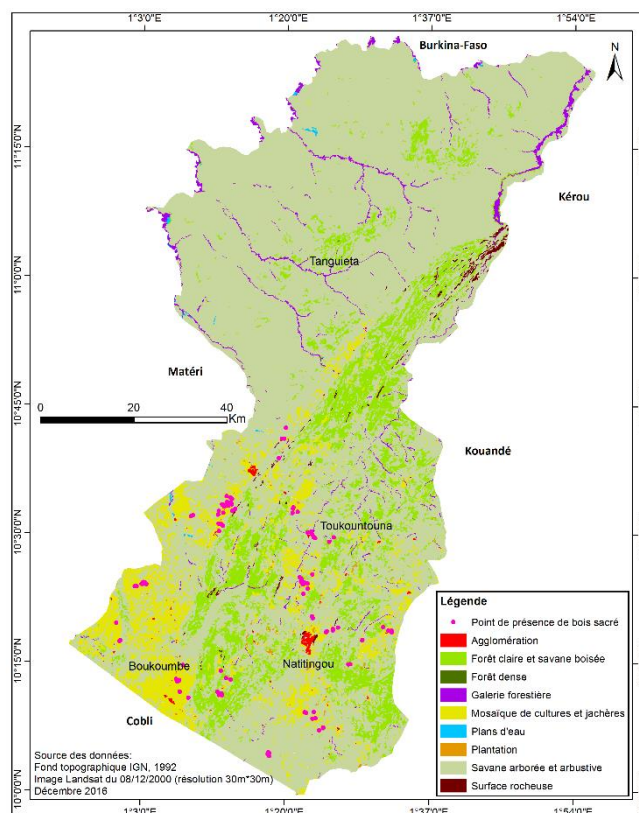 1°3'0"E 1°20'0"E 1°37'0"E 1°54'0"E
Burkina-Faso
N
11°15'0"N
Kérou
Tanguieta
11°0'0"N
Matéri
10°45'0"N
0 20 40
Km
Kouandé
Toukountouna
10°30'0"N
Légende
Point de présence de bois sacré
Agglomération
Forêt claire et savane boisée
Forêt dense
Galerie forestière
Mosaïque de cultures et jachères
Plans d'eau
Plantation
Savane arborée et arbustive
Surface rocheuse
Boukoumbe
Natitingou
10°15'0"N
Cobli
Source des données:
Fond topographique IGN, 1992
Image Landsat du 08/12/2000 (résolution 30m*30m)
Décembre 2016
10°0'0"N
1°3'0"E 1°20'0"E 1°37'0"E 1°54'0"E